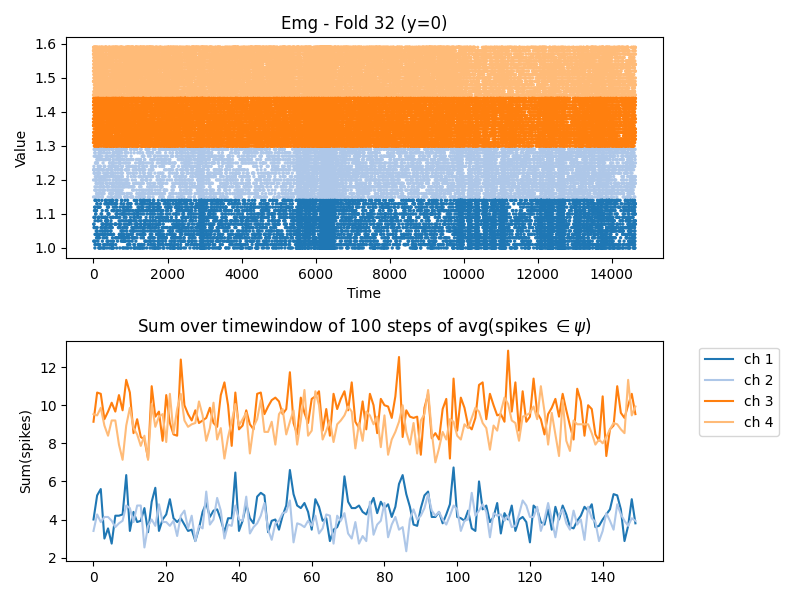 Emg - Fold 32 (y=0)
Value
1.6
1.5
1.4
1.3
1.2
1.1
1.0
0 2000 4000 6000 8000 10000 12000 14000
Time
Sum over timewindow of 100 steps of avg(spikes ∈ ψ)
Sum(spikes)
12
10
8
6
4
2
0 20 40 60 80 100 120 140
ch 1
ch 2
ch 3
ch 4